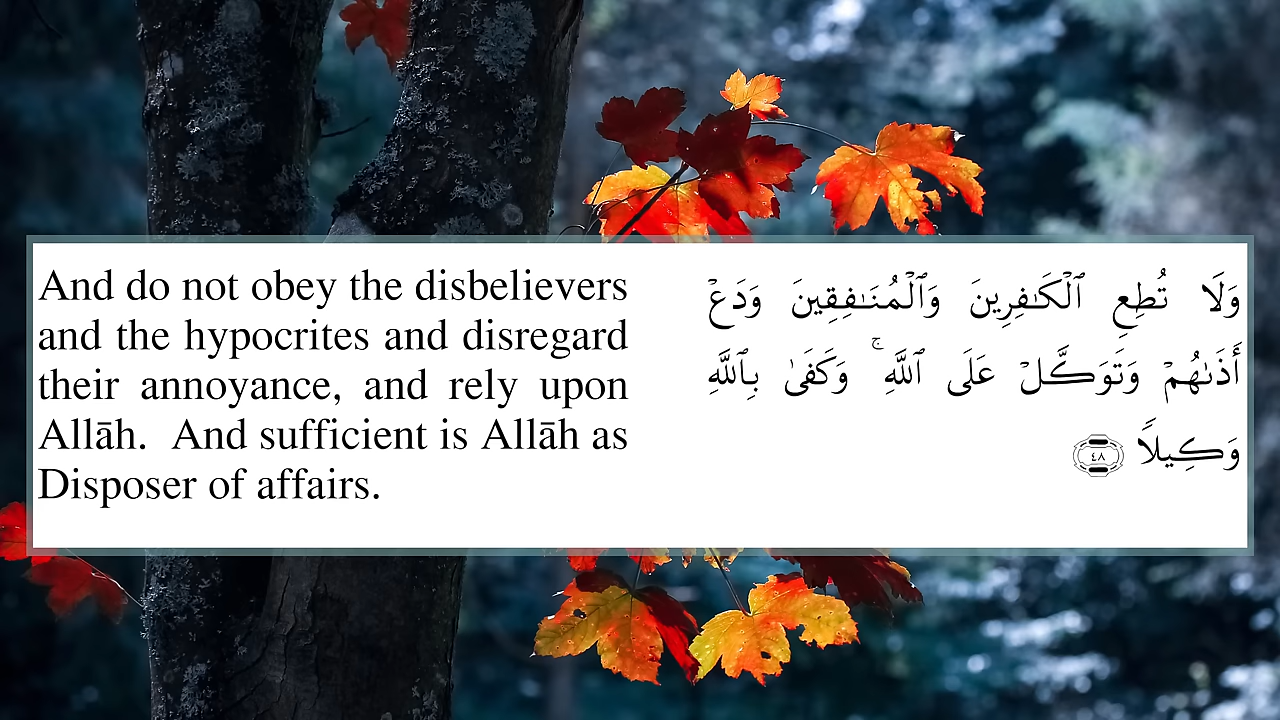 And do not obey the disbelievers
and the hypocrites and disregard
their annoyance, and rely upon
Allāh.  And sufficient is Allāh as
Disposer of affairs.
وَلَا تُطِعِ ٱلْكَـٰفِرِينَ وَٱلْمُنَـٰفِقِينَ وَدَعْ
أَذَىٰهُمْ وَتَوَكَّلْ عَلَى ٱللَّهِ ۚ وَكَفَىٰ بِٱللَّهِ
وَكِيلًا ٤٨